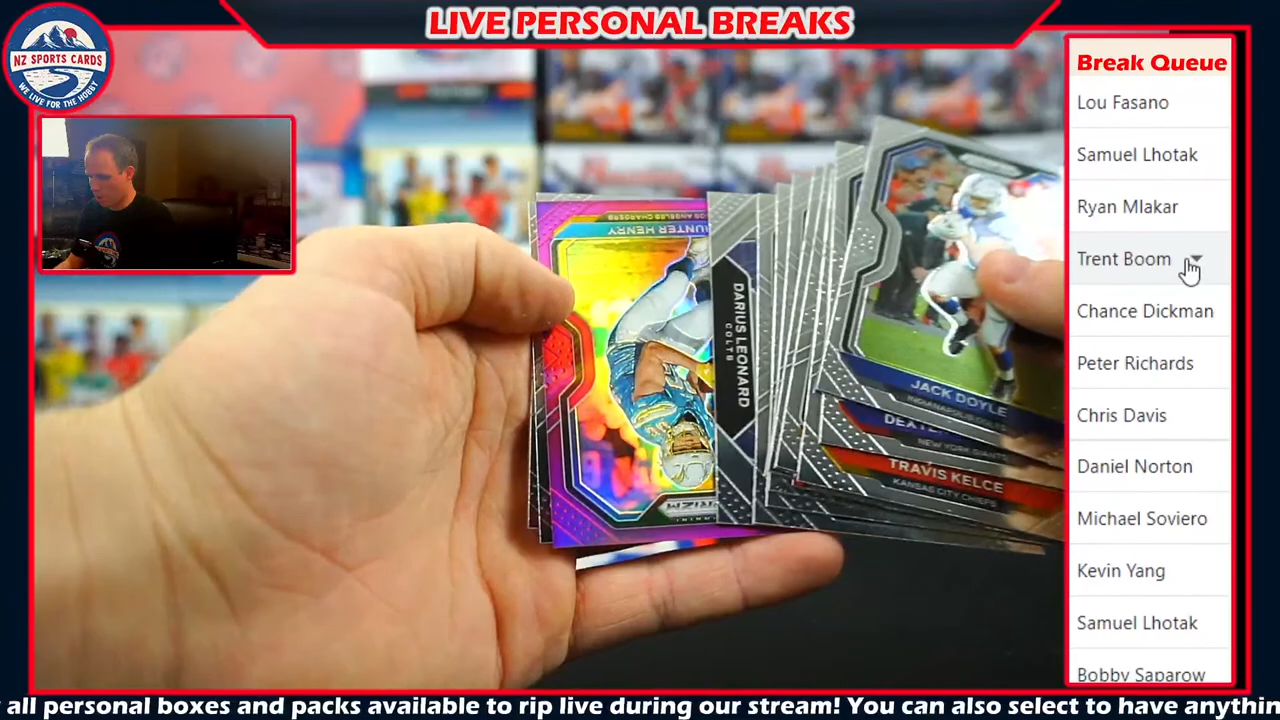 LIVE PERSONAL BREAKS
NZ SPORTS CARDS
WE LIVE FOR THE HOBBY
Break Queue
Lou Fasano
Samuel Lhotak
Ryan Mlakar
Trent Boom
Chance Dickman
Peter Richards
Chris Davis
Daniel Norton
Michael Soviero
Kevin Yang
Samuel Lhotak
Bobby Saparow
LOS ANGELES CHARGERS
HUNTER HENRY
PRIZM
DARIUS LEONARD
COLTS
JACK DOYLE
INDIANAPOLIS COLTS
NEW YORK GIANTS
TRAVIS KELCE
KANSAS CITY CHIEFS
all personal boxes and packs available to rip live during our stream! You can also select to have anythin